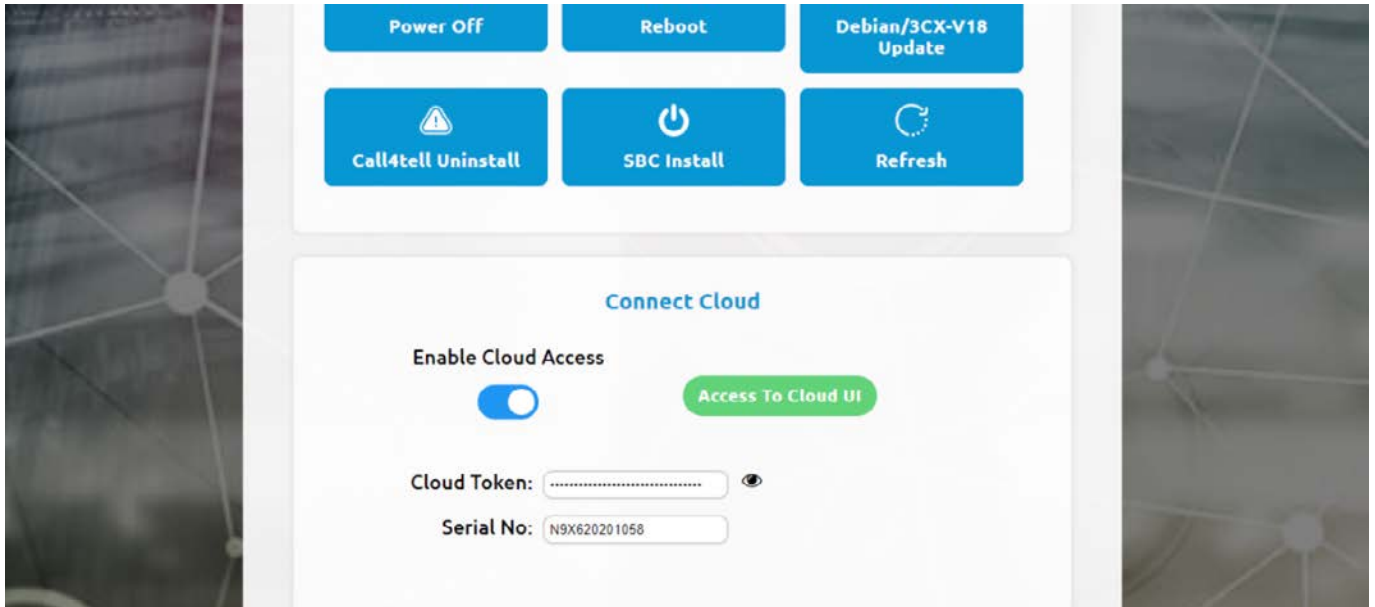 Power Off
Reboot
Debian/3CX-V18
Update
Call4tell Uninstall
SBC Install
Refresh
Connect Cloud
Enable Cloud Access
Access To Cloud UI
Cloud Token: ································
Serial No: N9X620201058